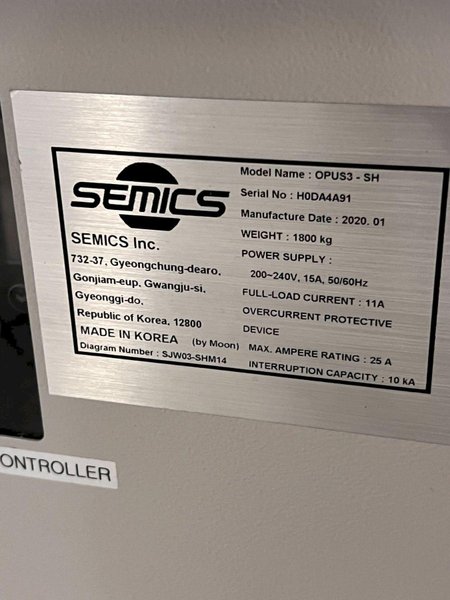 SEMICS
SEMICS Inc.
732-37, Gyeongchung-dearo,
Gonjiam-eup, Gwangju-si,
Gyeonggi-do,
Republic of Korea, 12800
MADE IN KOREA (by Moon)
Diagram Number : SJW03-SHM14
Model Name : OPUS3 - SH
Serial No : H0DA4A91
Manufacture Date : 2020. 01
WEIGHT : 1800 kg
POWER SUPPLY :
200~240V, 15A, 50/60Hz
FULL-LOAD CURRENT : 11A
OVERCURRENT PROTECTIVE
DEVICE
MAX. AMPERE RATING : 25 A
INTERRUPTION CAPACITY : 10 kA
ONTROLLER